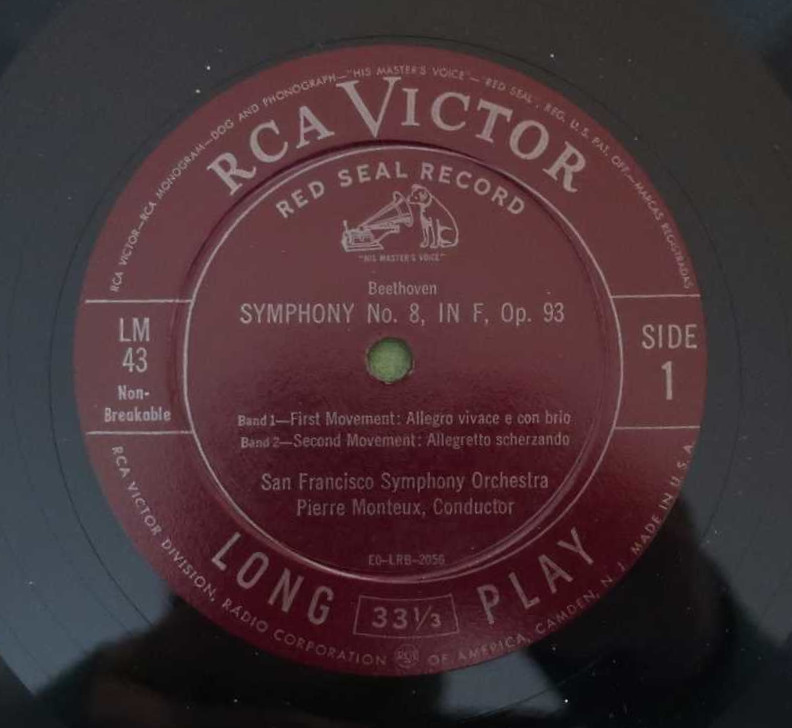 RCA VICTOR—RCA MONOGRAM—DOG AND PHONOGRAPH—"HIS MASTER'S VOICE"—"RED SEAL", REG. U. S. PAT. OFF.—MARCAS REGISTRADAS
RCA VICTOR
RED SEAL RECORD
"HIS MASTER'S VOICE"
Beethoven
SYMPHONY No. 8, IN F, Op. 93
LM
43
Non-
Breakable
SIDE
1
Band 1—First Movement: Allegro vivace e con brio
Band 2—Second Movement: Allegretto scherzando
San Francisco Symphony Orchestra
Pierre Monteux, Conductor
E0-LRB-2056
LONG 33⅓ PLAY
RCA VICTOR DIVISION, RADIO CORPORATION OF AMERICA, CAMDEN, N. J. MADE IN U.S.A.